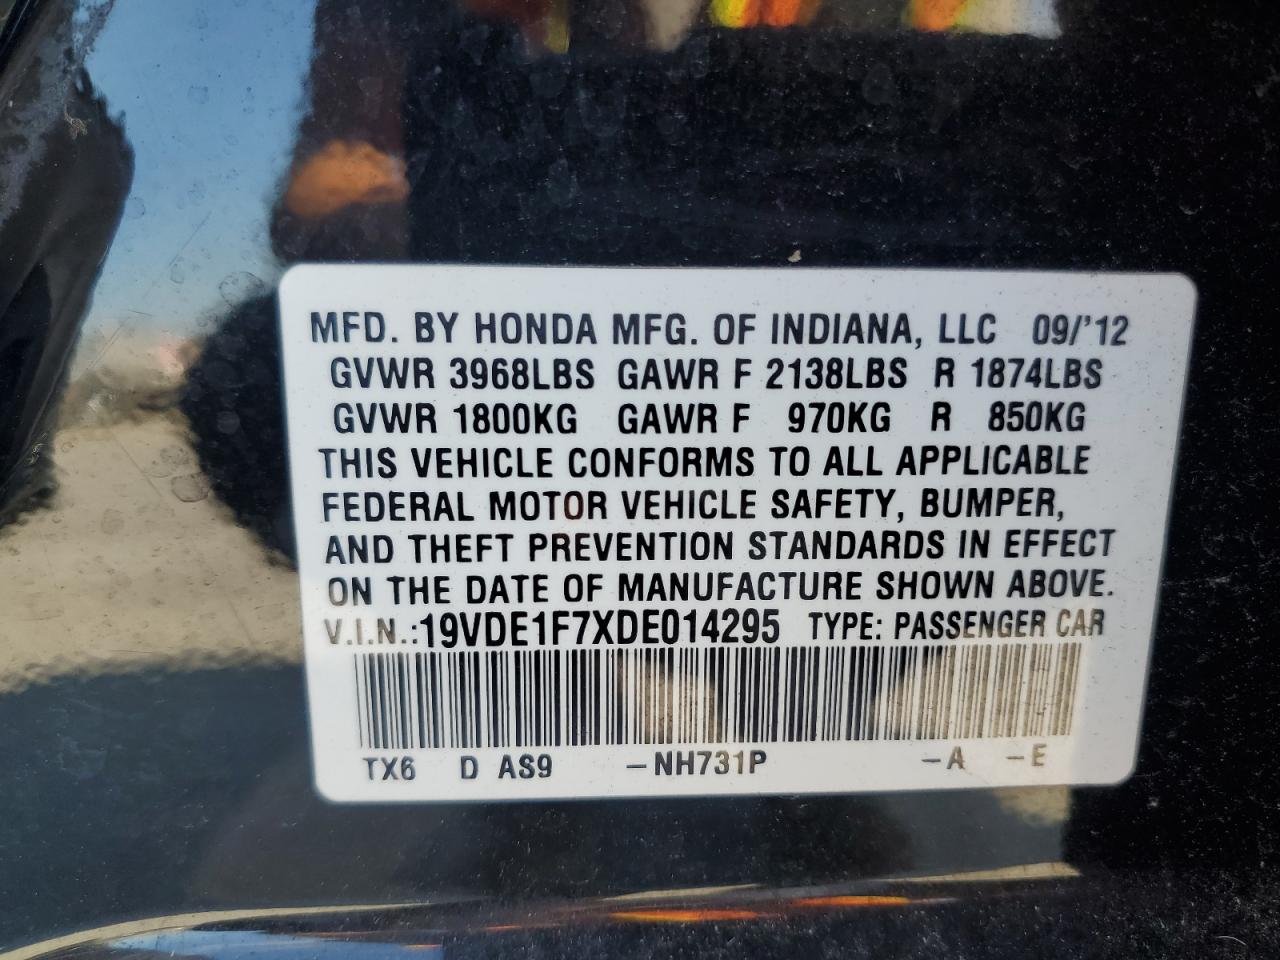 MFD. BY HONDA MFG. OF INDIANA, LLC 09/'12
GVWR 3968LBS GAWR F 2138LBS R 1874LBS
GVWR 1800KG GAWR F 970KG R 850KG
THIS VEHICLE CONFORMS TO ALL APPLICABLE
FEDERAL MOTOR VEHICLE SAFETY, BUMPER,
AND THEFT PREVENTION STANDARDS IN EFFECT
ON THE DATE OF MANUFACTURE SHOWN ABOVE.
V.I.N.:19VDE1F7XDE014295 TYPE: PASSENGER CAR
TX6 D AS9 -NH731P -A -E